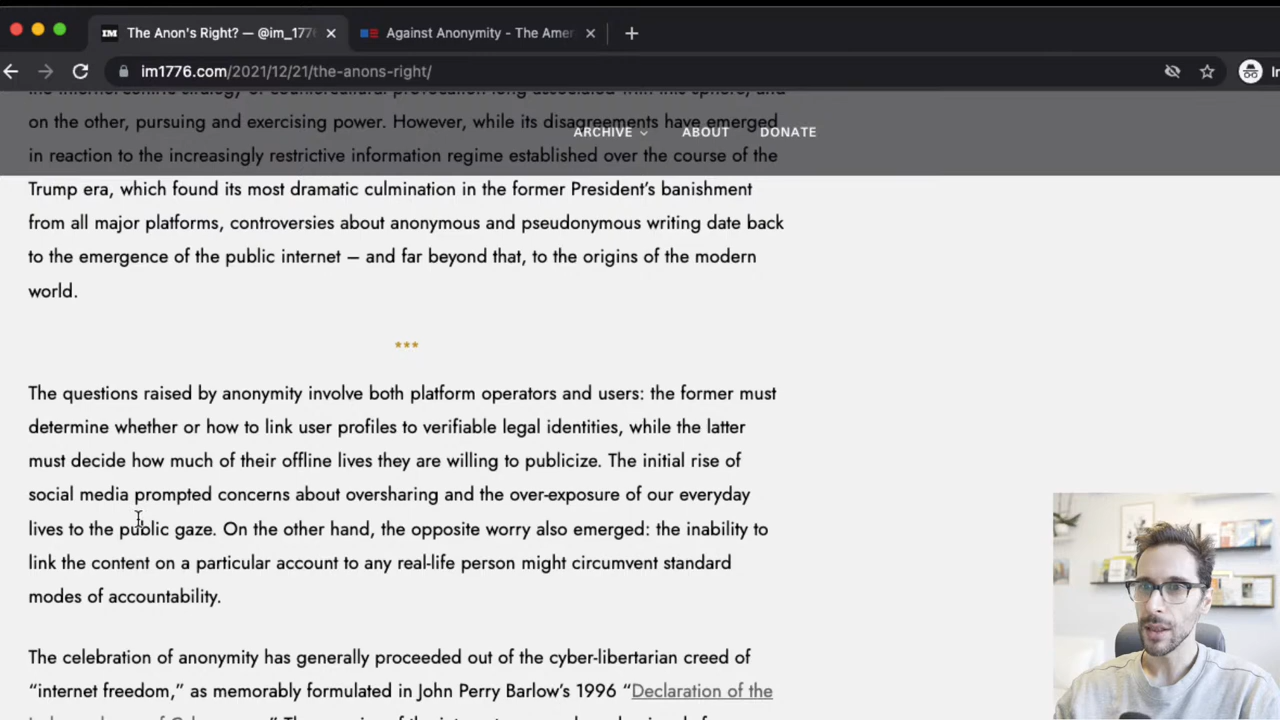 IM The Anon's Right? — @im_177
Against Anonymity - The Amer
im1776.com/2021/12/21/the-anons-right/
In
ARCHIVE ABOUT DONATE
on the other, pursuing and exercising power. However, while its disagreements have emerged
in reaction to the increasingly restrictive information regime established over the course of the
Trump era, which found its most dramatic culmination in the former President's banishment
from all major platforms, controversies about anonymous and pseudonymous writing date back
to the emergence of the public internet — and far beyond that, to the origins of the modern
world.
***
The questions raised by anonymity involve both platform operators and users: the former must
determine whether or how to link user profiles to verifiable legal identities, while the latter
must decide how much of their offline lives they are willing to publicize. The initial rise of
social media prompted concerns about oversharing and the over-exposure of our everyday
lives to the public gaze. On the other hand, the opposite worry also emerged: the inability to
link the content on a particular account to any real-life person might circumvent standard
modes of accountability.
The celebration of anonymity has generally proceeded out of the cyber-libertarian creed of
“internet freedom,” as memorably formulated in John Perry Barlow's 1996 “Declaration of the